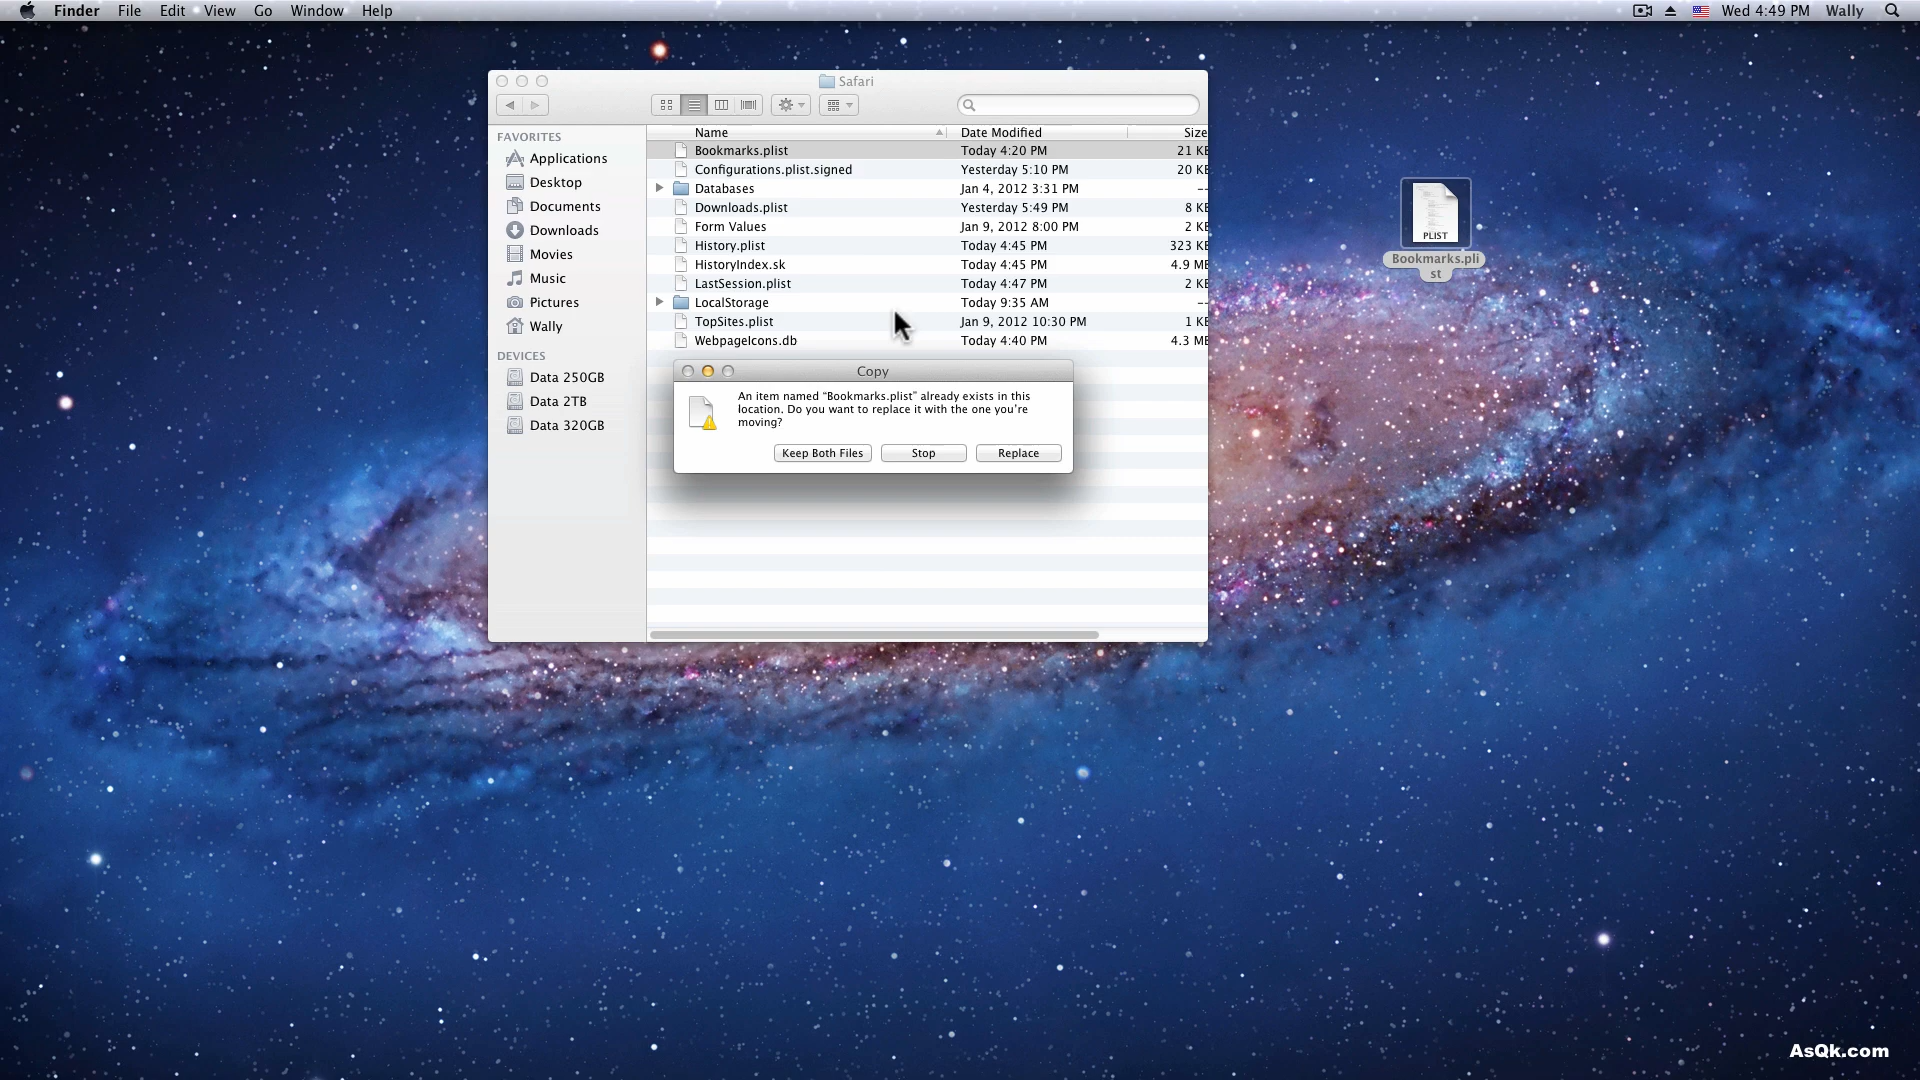 Finder File Edit View Go Window Help Wed 4:49 PM Wally
Safari
FAVORITES
Applications
Desktop
Documents
Downloads
Movies
Music
Pictures
Wally
DEVICES
Data 250GB
Data 2TB
Data 320GB
Name Date Modified Size
Bookmarks.plist Today 4:20 PM 21 KB
Configurations.plist.signed Yesterday 5:10 PM 20 KB
Databases Jan 4, 2012 3:31 PM --
Downloads.plist Yesterday 5:49 PM 8 KB
Form Values Jan 9, 2012 8:00 PM 2 KB
History.plist Today 4:45 PM 323 KB
HistoryIndex.sk Today 4:45 PM 4.9 MB
LastSession.plist Today 4:47 PM 2 KB
LocalStorage Today 9:35 AM --
TopSites.plist Jan 9, 2012 10:30 PM 1 KB
WebpageIcons.db Today 4:40 PM 4.3 MB
Copy
An item named “Bookmarks.plist” already exists in this
location. Do you want to replace it with the one you’re
moving?
Keep Both Files Stop Replace
PLIST
Bookmarks.pli
st
AsQk.com